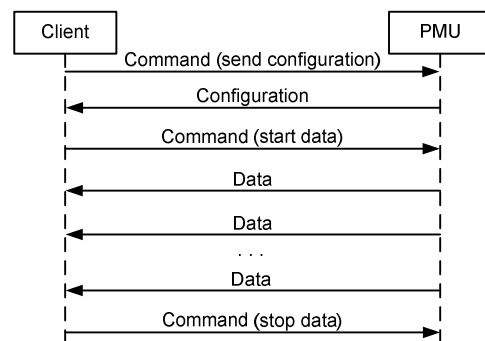 Client PMU
Command (send configuration)
Configuration
Command (start data)
Data
Data
. . .
Data
Command (stop data)